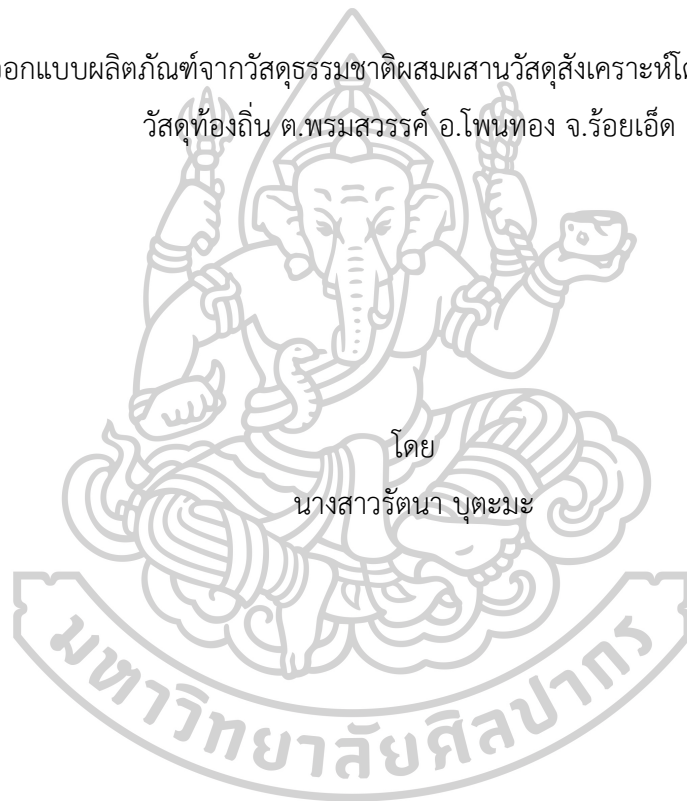 อกแบบผลิตภัณฑ์จากวัสดุธรรมชาติผสมผสานวัสดุสังเคราะห์โด
วัสดุท้องถิ่น ต.พรมสวรรค์ อ.โพนทอง จ.ร้อยเอ็ด
โดย
นางสาวรัตนา บุตะมะ
มหาวิทยาลัยศิลปากร